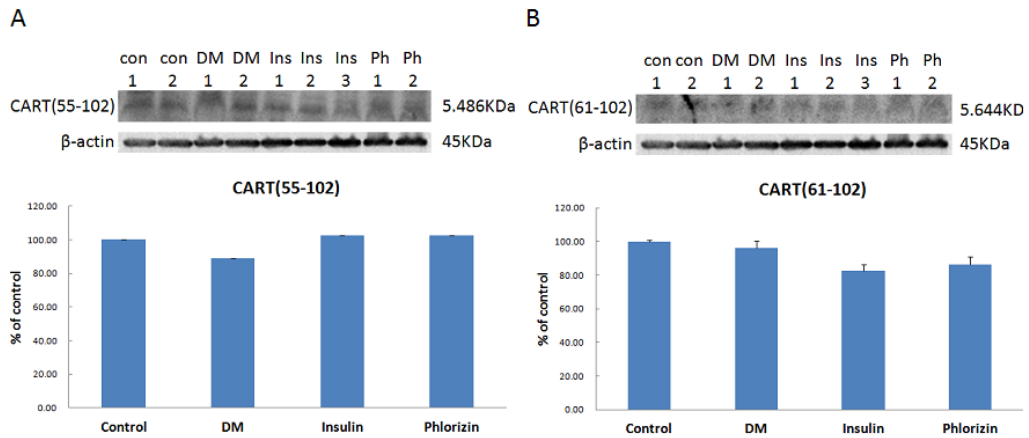 A
con con DM DM Ins Ins Ins Ph Ph
1 2 1 2 1 2 3 1 2
CART(55-102) 5.486KDa
β-actin 45KDa
CART(55-102)
% of control
120.00
100.00
80.00
60.00
40.00
20.00
0.00
Control DM Insulin Phlorizin
B
con con DM DM Ins Ins Ins Ph Ph
1 2 1 2 1 2 3 1 2
CART(61-102) 5.644KD
β-actin 45KDa
CART(61-102)
% of control
120.00
100.00
80.00
60.00
40.00
20.00
0.00
Control DM Insulin Phlorizin